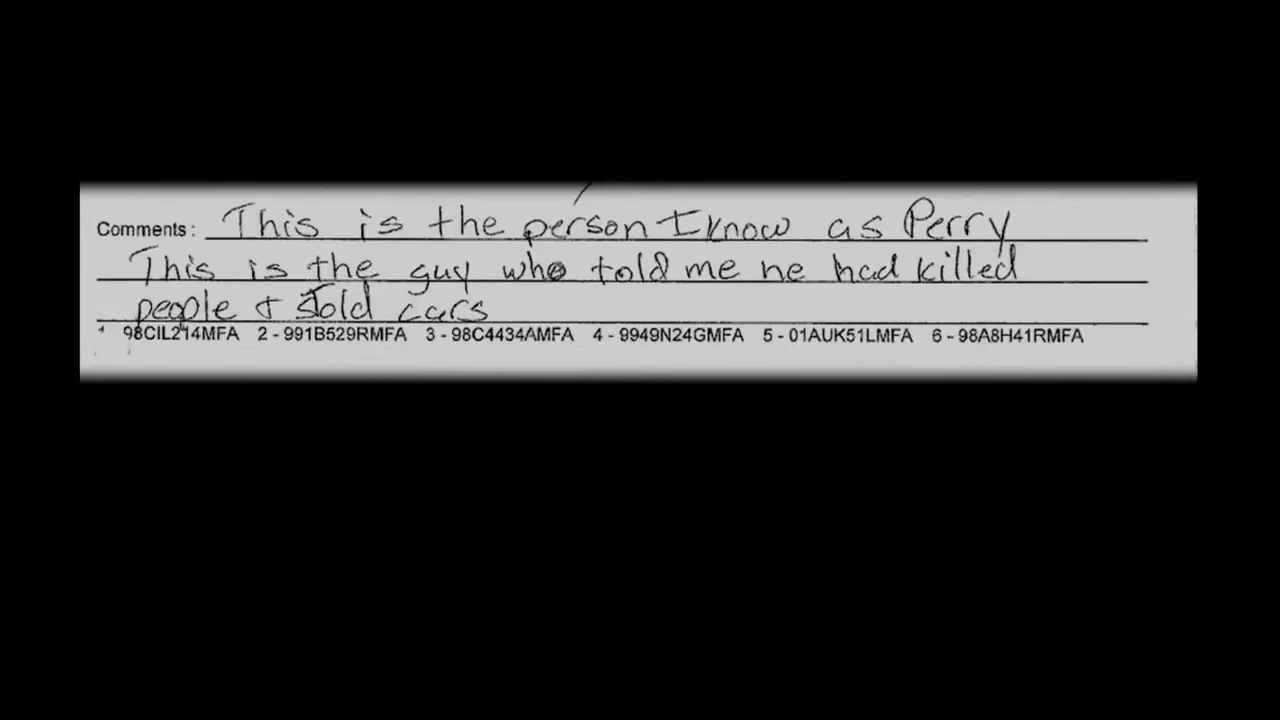 Comments : This is the person I know as Perry
This is the guy who told me he had killed
people & sold cars
1 98CIL214MFA 2 - 991B529RMFA 3 - 98C4434AMFA 4 - 9949N24GMFA 5 - 01AUK51LMFA 6 - 98A8H41RMFA